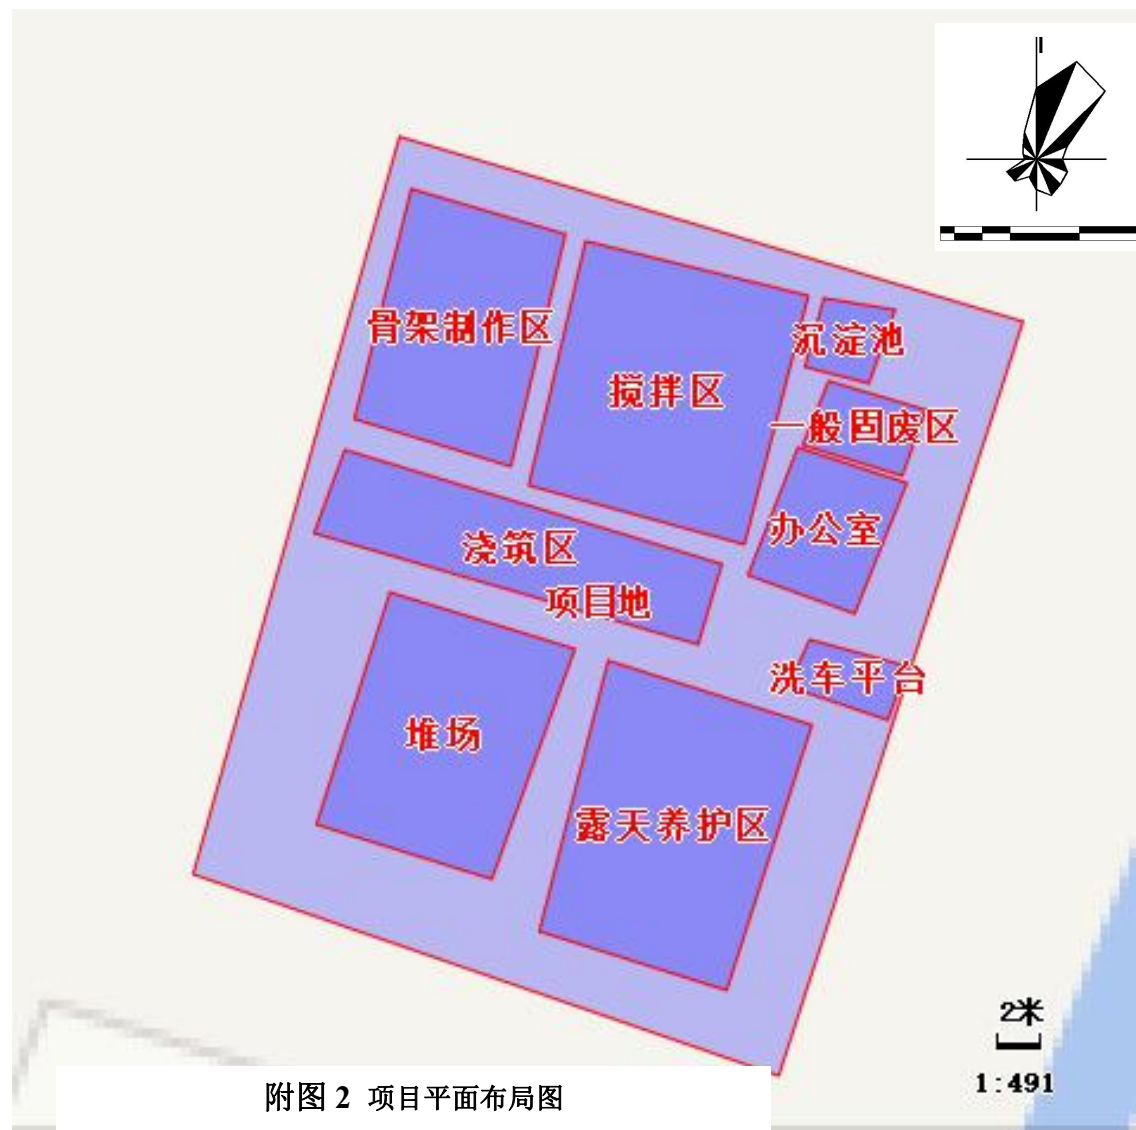 骨架制作区
沉淀池
搅拌区
一般固废区
办公室
浇筑区
项目地
洗车平台
堆场
露天养护区
2米
1:491
附图 2 项目平面布局图